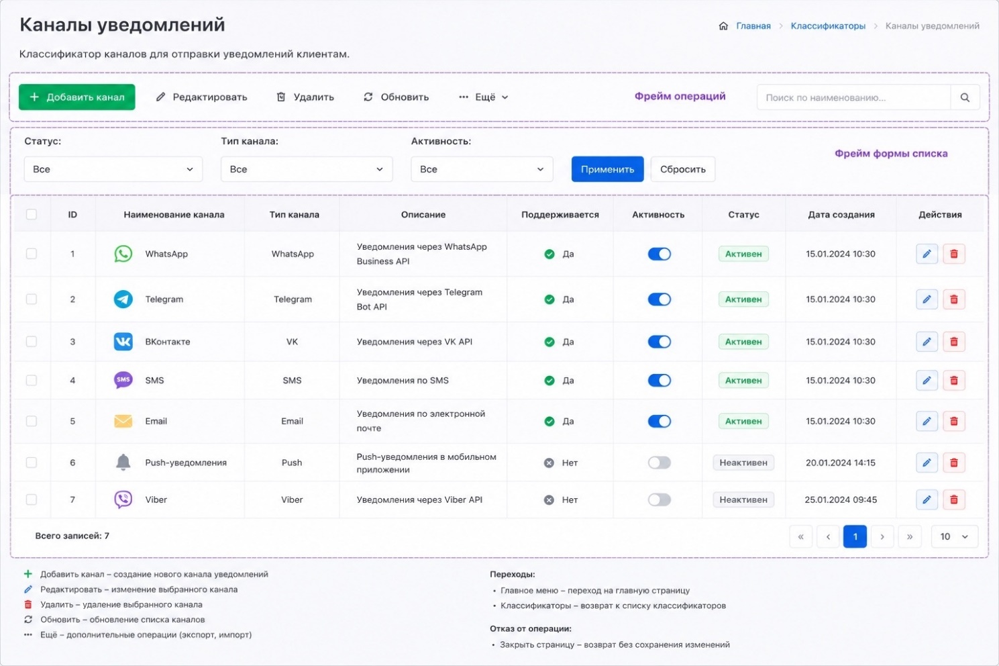 Каналы уведомлений
Главная > Классификаторы > Каналы уведомлений
Классификатор каналов для отправки уведомлений клиентам.
+ Добавить канал Редактировать Удалить Обновить ••• Ещё Фрейм операций Поиск по наименованию...
Статус: Тип канала: Активность:
Фрейм формы списка
Все Все Все Применить Сбросить
ID Наименование канала Тип канала Описание Поддерживается Активность Статус Дата создания Действия
1 WhatsApp WhatsApp Уведомления через WhatsApp Business API Да Активен 15.01.2024 10:30
2 Telegram Telegram Уведомления через Telegram Bot API Да Активен 15.01.2024 10:30
3 ВКонтакте VK Уведомления через VK API Да Активен 15.01.2024 10:30
4 SMS SMS SMS Уведомления по SMS Да Активен 15.01.2024 10:30
5 Email Email Уведомления по электронной почте Да Активен 15.01.2024 10:30
6 Push-уведомления Push Push-уведомления в мобильном приложении Нет Неактивен 20.01.2024 14:15
7 Viber Viber Уведомления через Viber API Нет Неактивен 25.01.2024 09:45
Всего записей: 7 « ‹ 1 › » 10
+ Добавить канал – создание нового канала уведомлений
Редактировать – изменение выбранного канала
Удалить – удаление выбранного канала
Обновить – обновление списка каналов
••• Ещё – дополнительные операции (экспорт, импорт)
Переходы:
• Главное меню – переход на главную страницу
• Классификаторы – возврат к списку классификаторов
Отказ от операции:
• Закрыть страницу – возврат без сохранения изменений